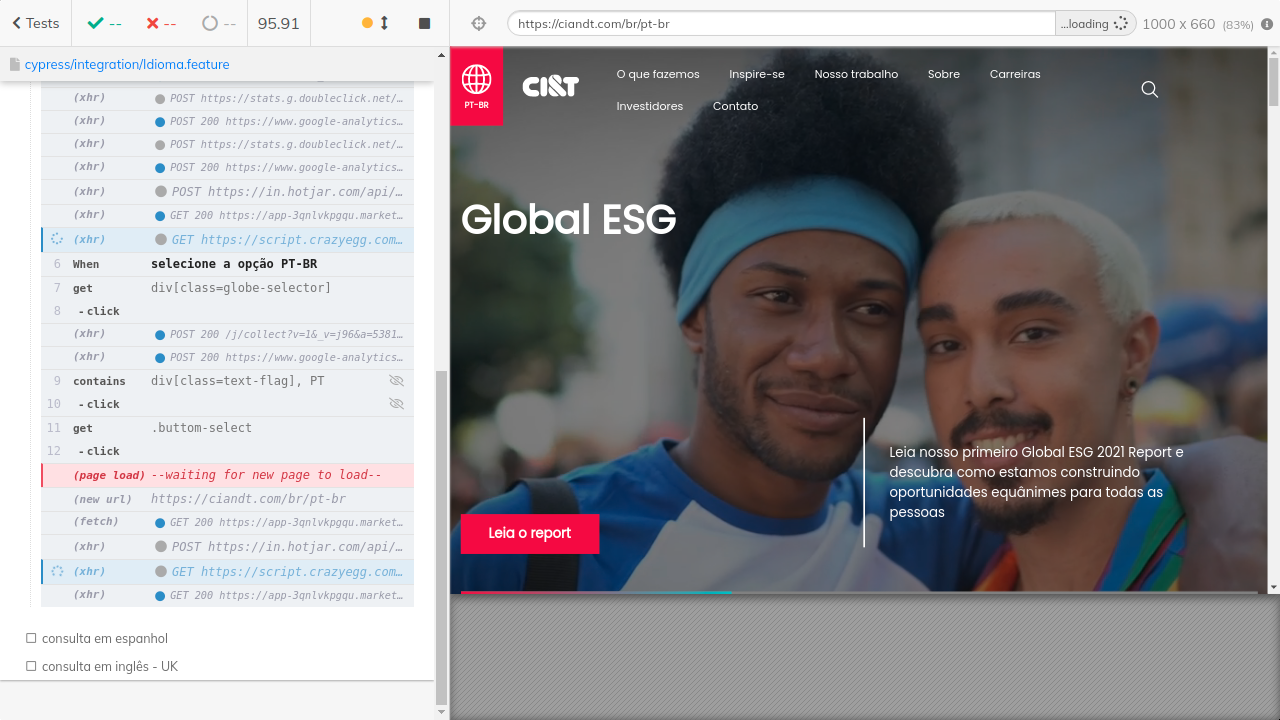 Tests
--
--
--
95.91
https://ciandt.com/br/pt-br
...loading
1000 x 660 (83%)
cypress/integration/Idioma.feature
(xhr) POST https://stats.g.doubleclick.net/…
(xhr) POST 200 https://www.google-analytics…
(xhr) POST https://stats.g.doubleclick.net/…
(xhr) POST 200 https://www.google-analytics…
(xhr) POST https://in.hotjar.com/api/…
(xhr) GET 200 https://app-3qnlvkpgqu.market…
(xhr) GET https://script.crazyegg.com…
6 When selecione a opção PT-BR
7 get div[class=globe-selector]
8 -click
(xhr) POST 200 /j/collect?v=1&_v=j96&a=5381…
(xhr) POST 200 https://www.google-analytics…
9 contains div[class=text-flag], PT
10 -click
11 get .buttom-select
12 -click
(page load) --waiting for new page to load--
(new url) https://ciandt.com/br/pt-br
(fetch) GET 200 https://app-3qnlvkpgqu.market…
(xhr) POST https://in.hotjar.com/api/…
(xhr) GET https://script.crazyegg.com…
(xhr) GET 200 https://app-3qnlvkpgqu.market…
consulta em espanhol
consulta em inglês - UK
PT-BR
CI&T
O que fazemos Inspire-se Nosso trabalho Sobre Carreiras
Investidores Contato
Global ESG
Leia nosso primeiro Global ESG 2021 Report e
descubra como estamos construindo
oportunidades equânimes para todas as
pessoas
Leia o report